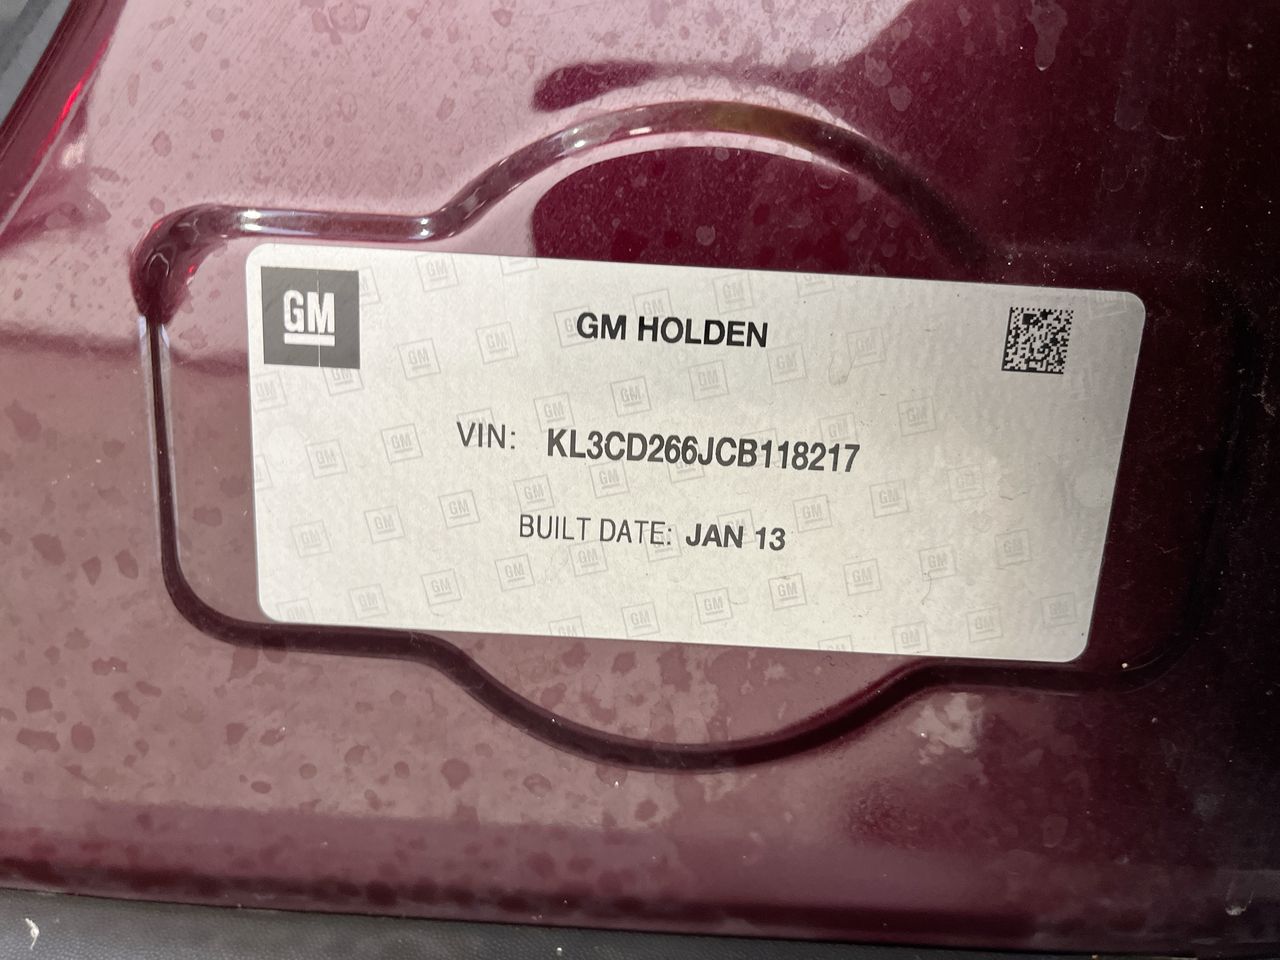 GM
GM HOLDEN
VIN: KL3CD266JCB118217
BUILT DATE: JAN 13